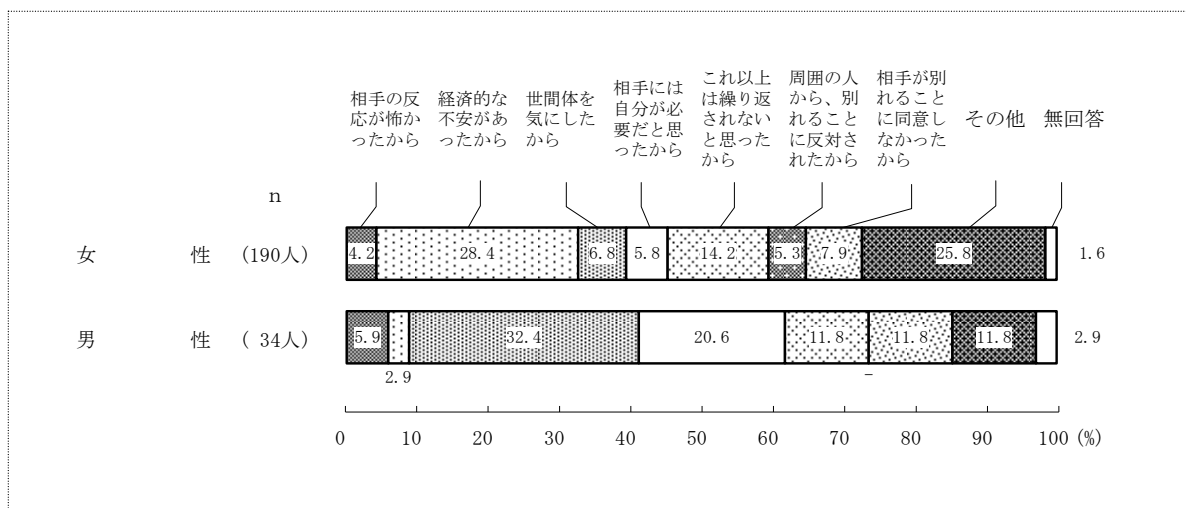 相手の反
応が怖か
ったから
経済的な
不安があ
ったから
世間体を
気にした
から
相手には
自分が必
要だと思
ったから
これ以上
は繰り返
されない
と思った
から
周囲の人
から、別
れること
に反対さ
れたから
相手が別
れること
に同意し
なかった
から
その他
無回答
n
女 性 (190人)
4.2 28.4 6.8 5.8 14.2 5.3 7.9 25.8 1.6
男 性 ( 34人)
5.9 32.4 20.6 11.8 11.8 11.8 2.9
2.9 −
0 10 20 30 40 50 60 70 80 90 100 (%)